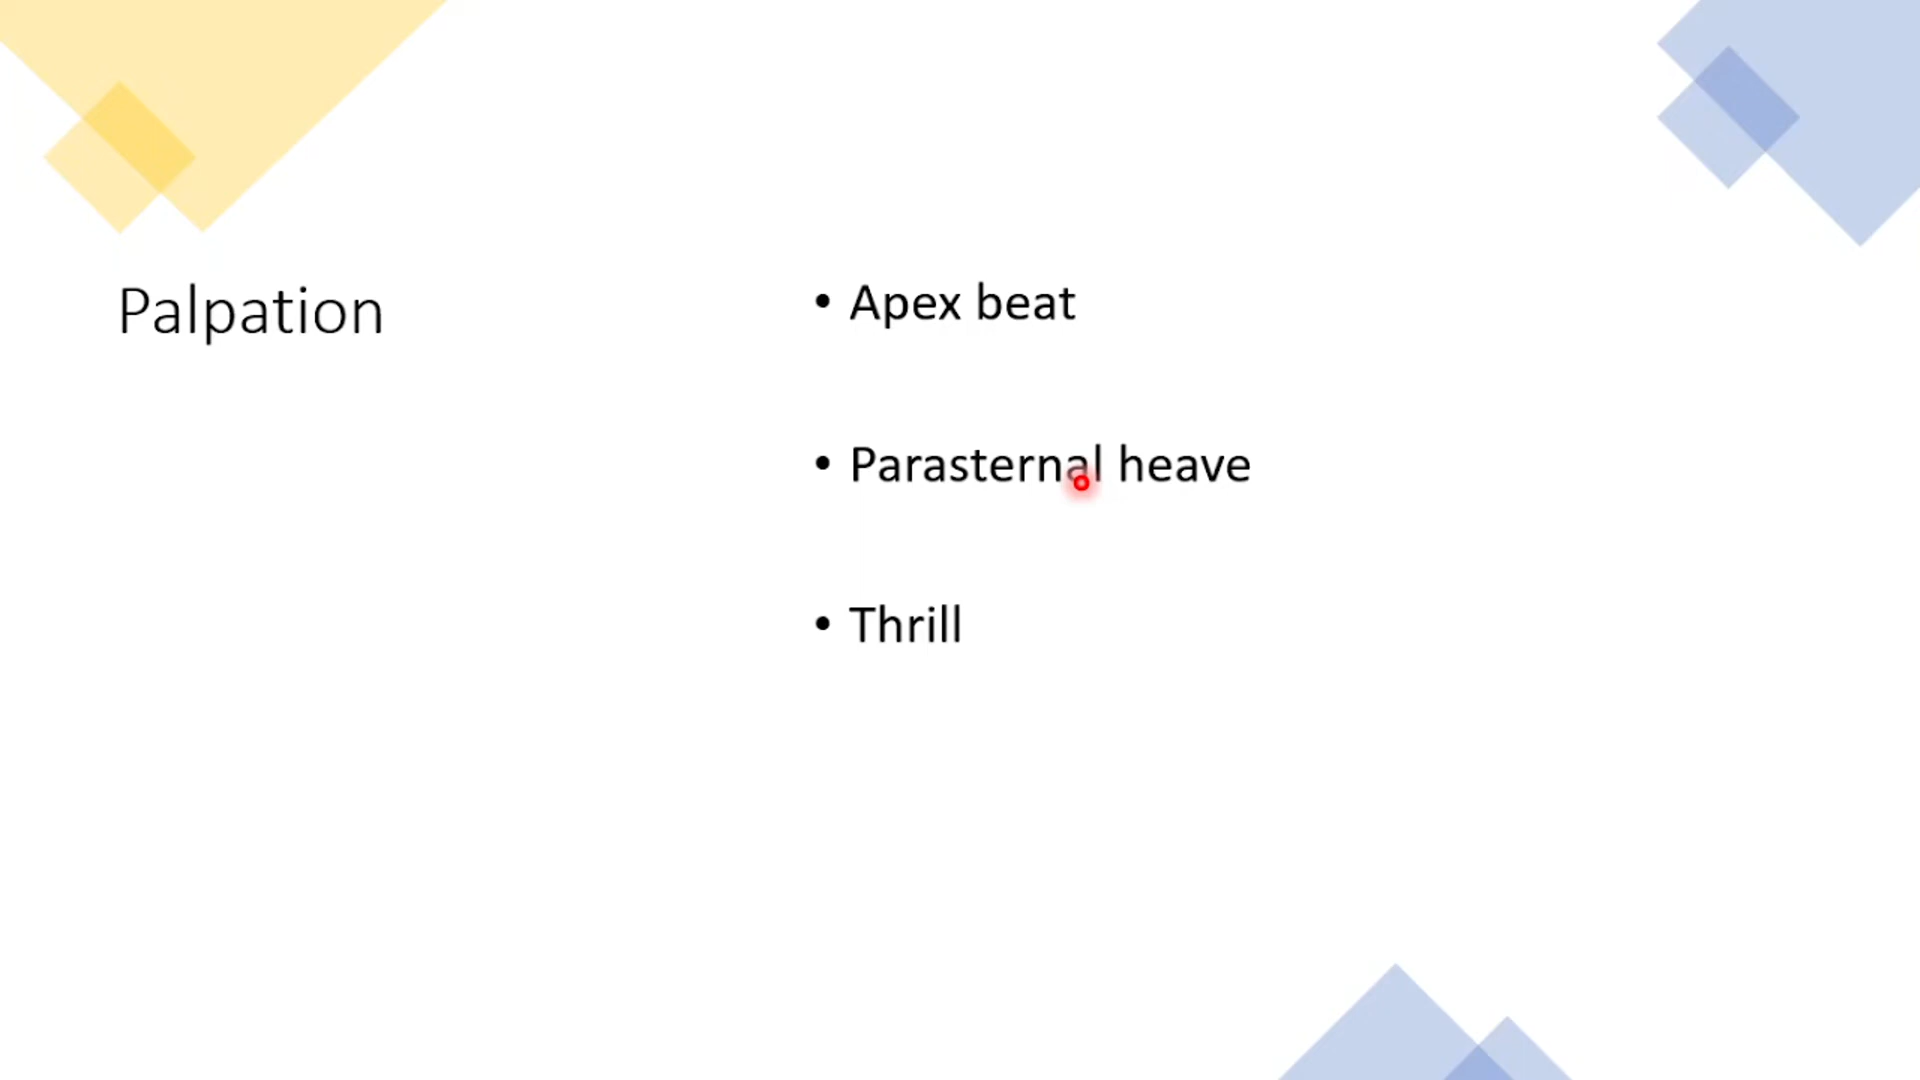 Palpation
• Apex beat
• Parasternal heave
• Thrill